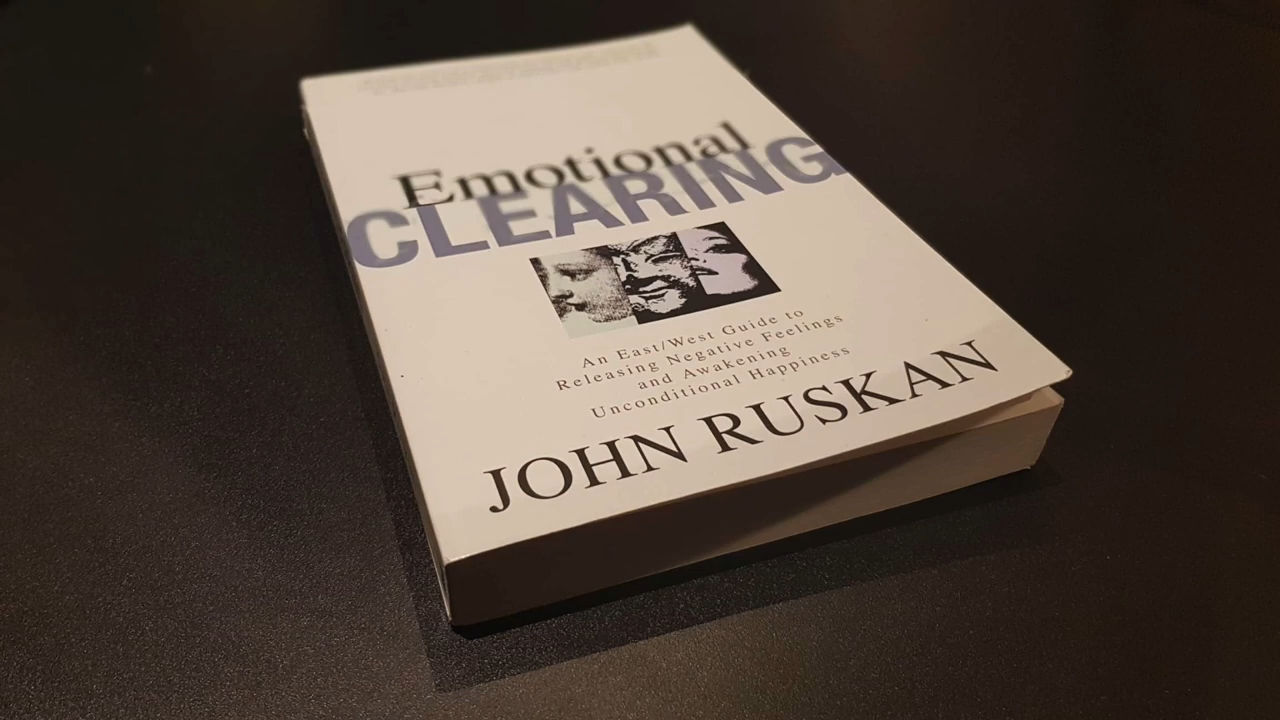 Emotional
CLEARING
An East/West Guide to
Releasing Negative Feelings
and Awakening
Unconditional Happiness
JOHN RUSKAN